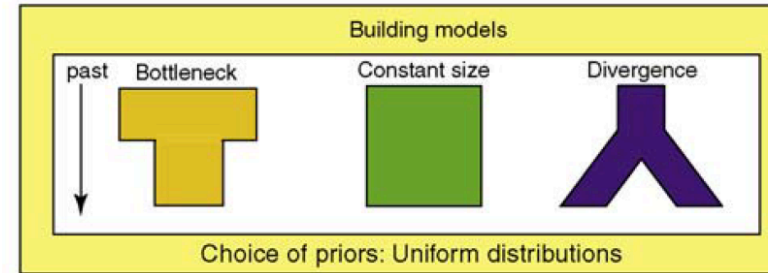 Building models
past
Bottleneck
Constant size
Divergence
Choice of priors: Uniform distributions